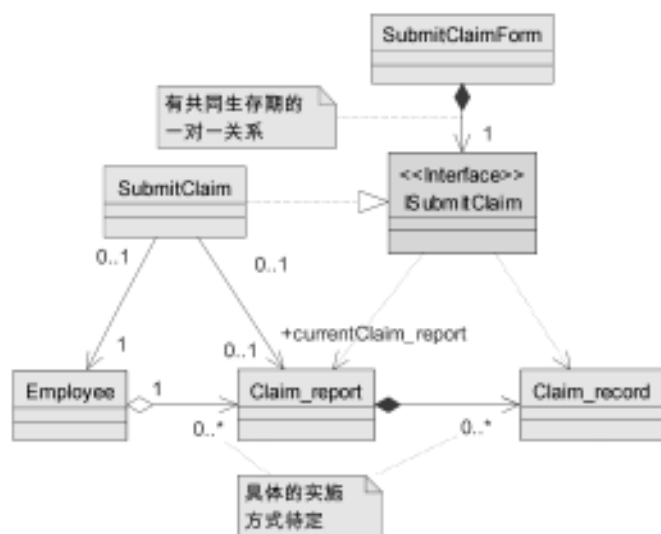 SubmitClaimForm
有共同生存期的
一对一关系
1
<<Interface>>
ISubmitClaim
SubmitClaim
0..1
0..1
+currentClaim_report
1
0..1
Employee
1
Claim_report
Claim_record
0..*
0..*
具体的实施
方式待定